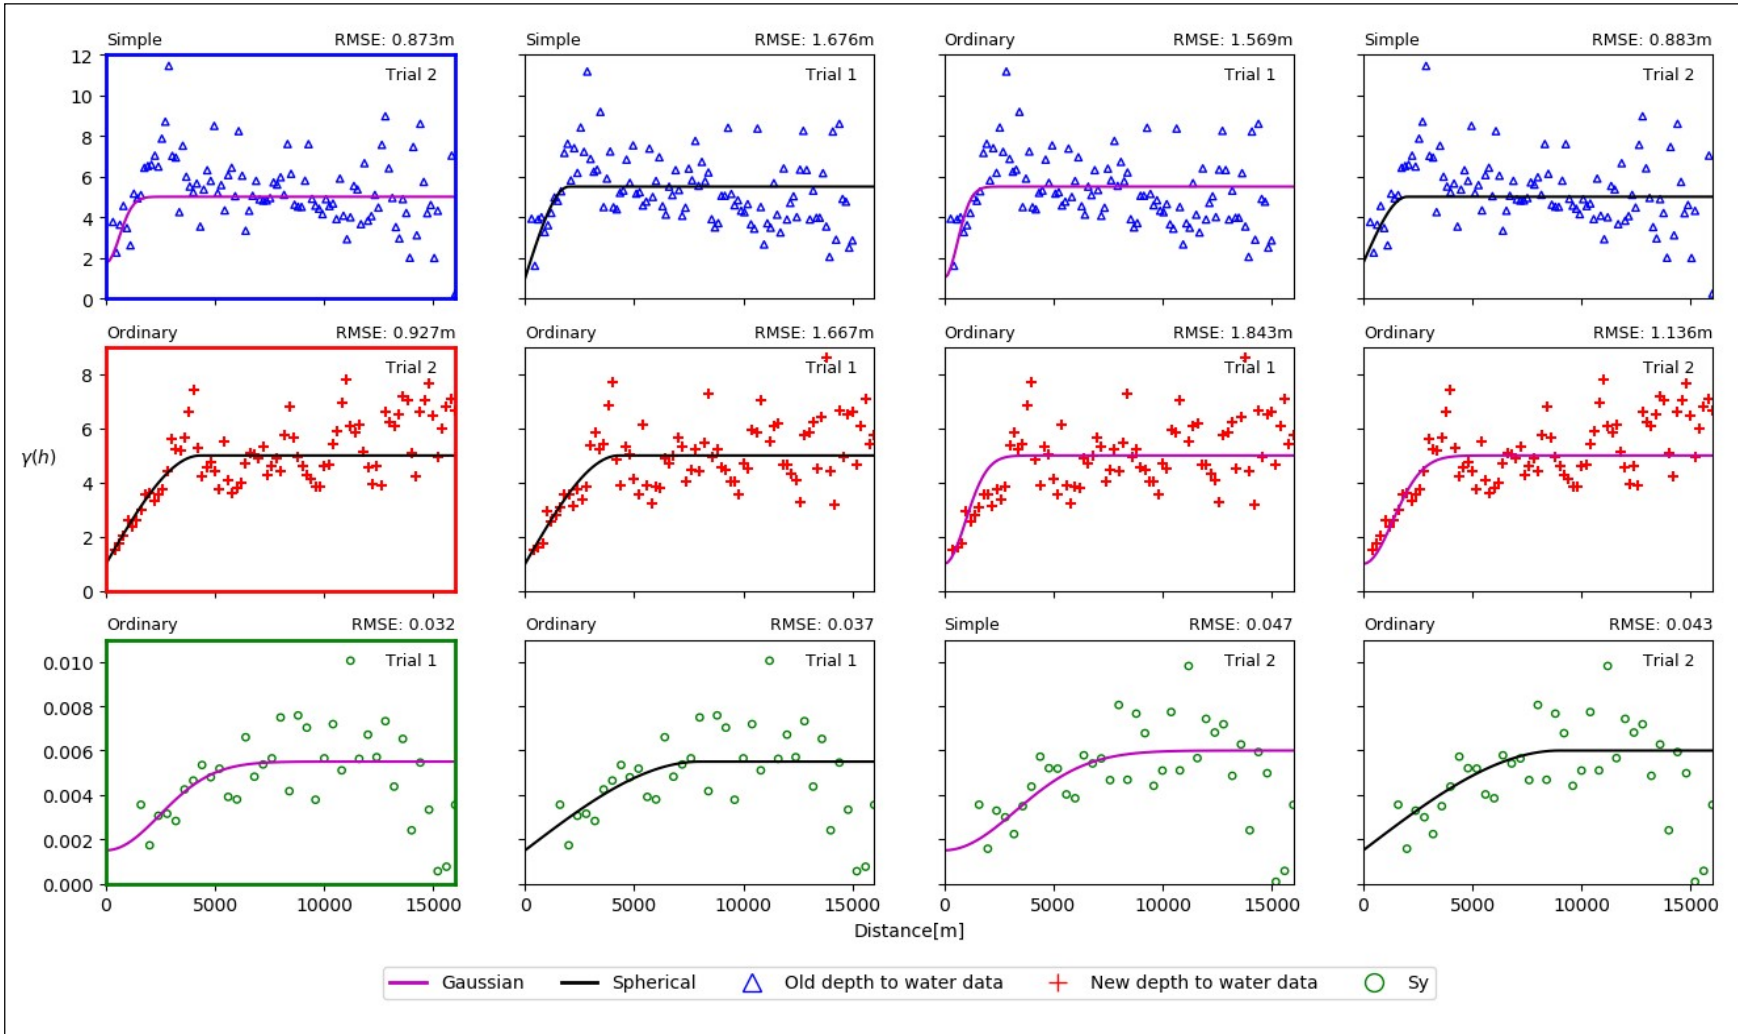 Simple RMSE: 0.873m Simple RMSE: 1.676m Ordinary RMSE: 1.569m Simple RMSE: 0.883m
12
Trial 2 Trial 1 Trial 1 Trial 2
10
8
6
4
2
0
Ordinary RMSE: 0.927m Ordinary RMSE: 1.667m Ordinary RMSE: 1.843m Ordinary RMSE: 1.136m
Trial 2 Trial 1 Trial 1 Trial 2
8
6
γ(h)
4
2
0
Ordinary RMSE: 0.032 Ordinary RMSE: 0.037 Simple RMSE: 0.047 Ordinary RMSE: 0.043
0.010 Trial 1 Trial 1 Trial 2 Trial 2
0.008
0.006
0.004
0.002
0.000
0 5000 10000 15000 0 5000 10000 15000 0 5000 10000 15000 0 5000 10000 15000
Distance[m]
Gaussian Spherical Old depth to water data New depth to water data Sy